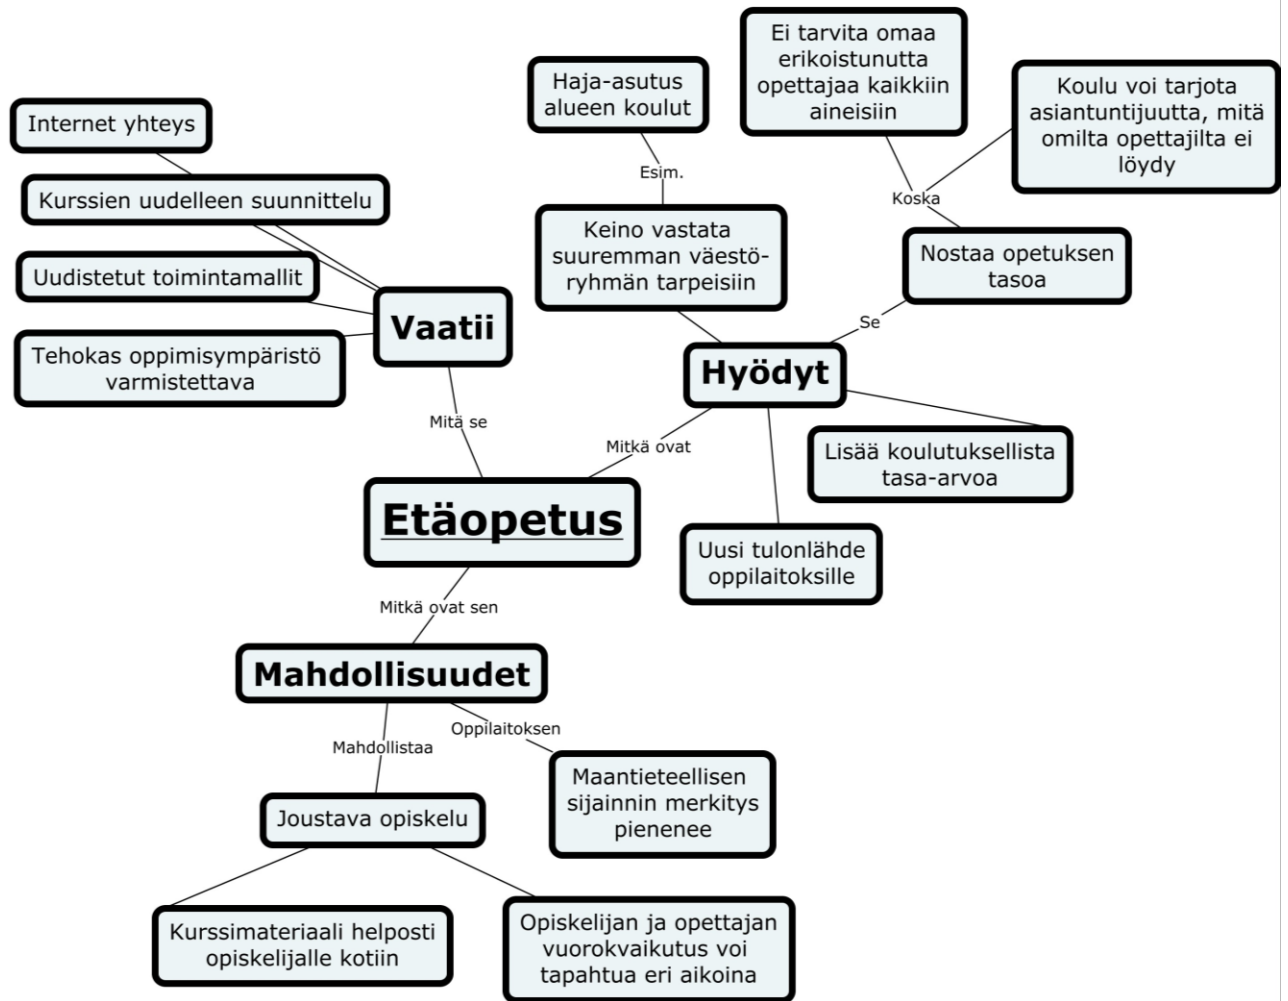 Ei tarvita omaa
erikoistunutta
opettajaa kaikkiin
aineisiin
Haja-asutus
alueen koulut
Koulu voi tarjota
asiantuntijuutta, mitä
omilta opettajilta ei
löydy
Internet yhteys
Esim.
Kurssien uudelleen suunnittelu
Koska
Keino vastata
suuremman väestö-
ryhmän tarpeisiin
Nostaa opetuksen
tasoa
Uudistetut toimintamallit
Vaatii
Se
Tehokas oppimisympäristö
varmistettava
Hyödyt
Mitä se
Mitkä ovat
Lisää koulutuksellista
tasa-arvoa
Etäopetus
Uusi tulonlähde
oppilaitoksille
Mitkä ovat sen
Mahdollisuudet
Oppilaitoksen
Mahdollistaa
Maantieteellisen
sijainnin merkitys
pienenee
Joustava opiskelu
Kurssimateriaali helposti
opiskelijalle kotiin
Opiskelijan ja opettajan
vuorokvaikutus voi
tapahtua eri aikoina